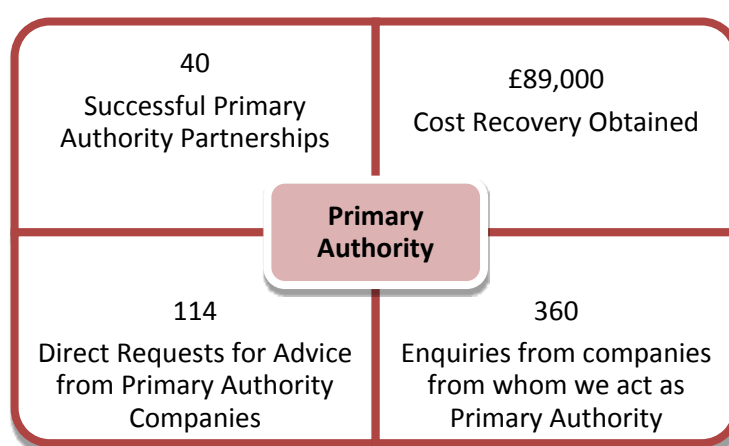 40
Successful Primary
Authority Partnerships
£89,000
Cost Recovery Obtained
Primary
Authority
114
Direct Requests for Advice
from Primary Authority
Companies
360
Enquiries from companies
from whom we act as
Primary Authority